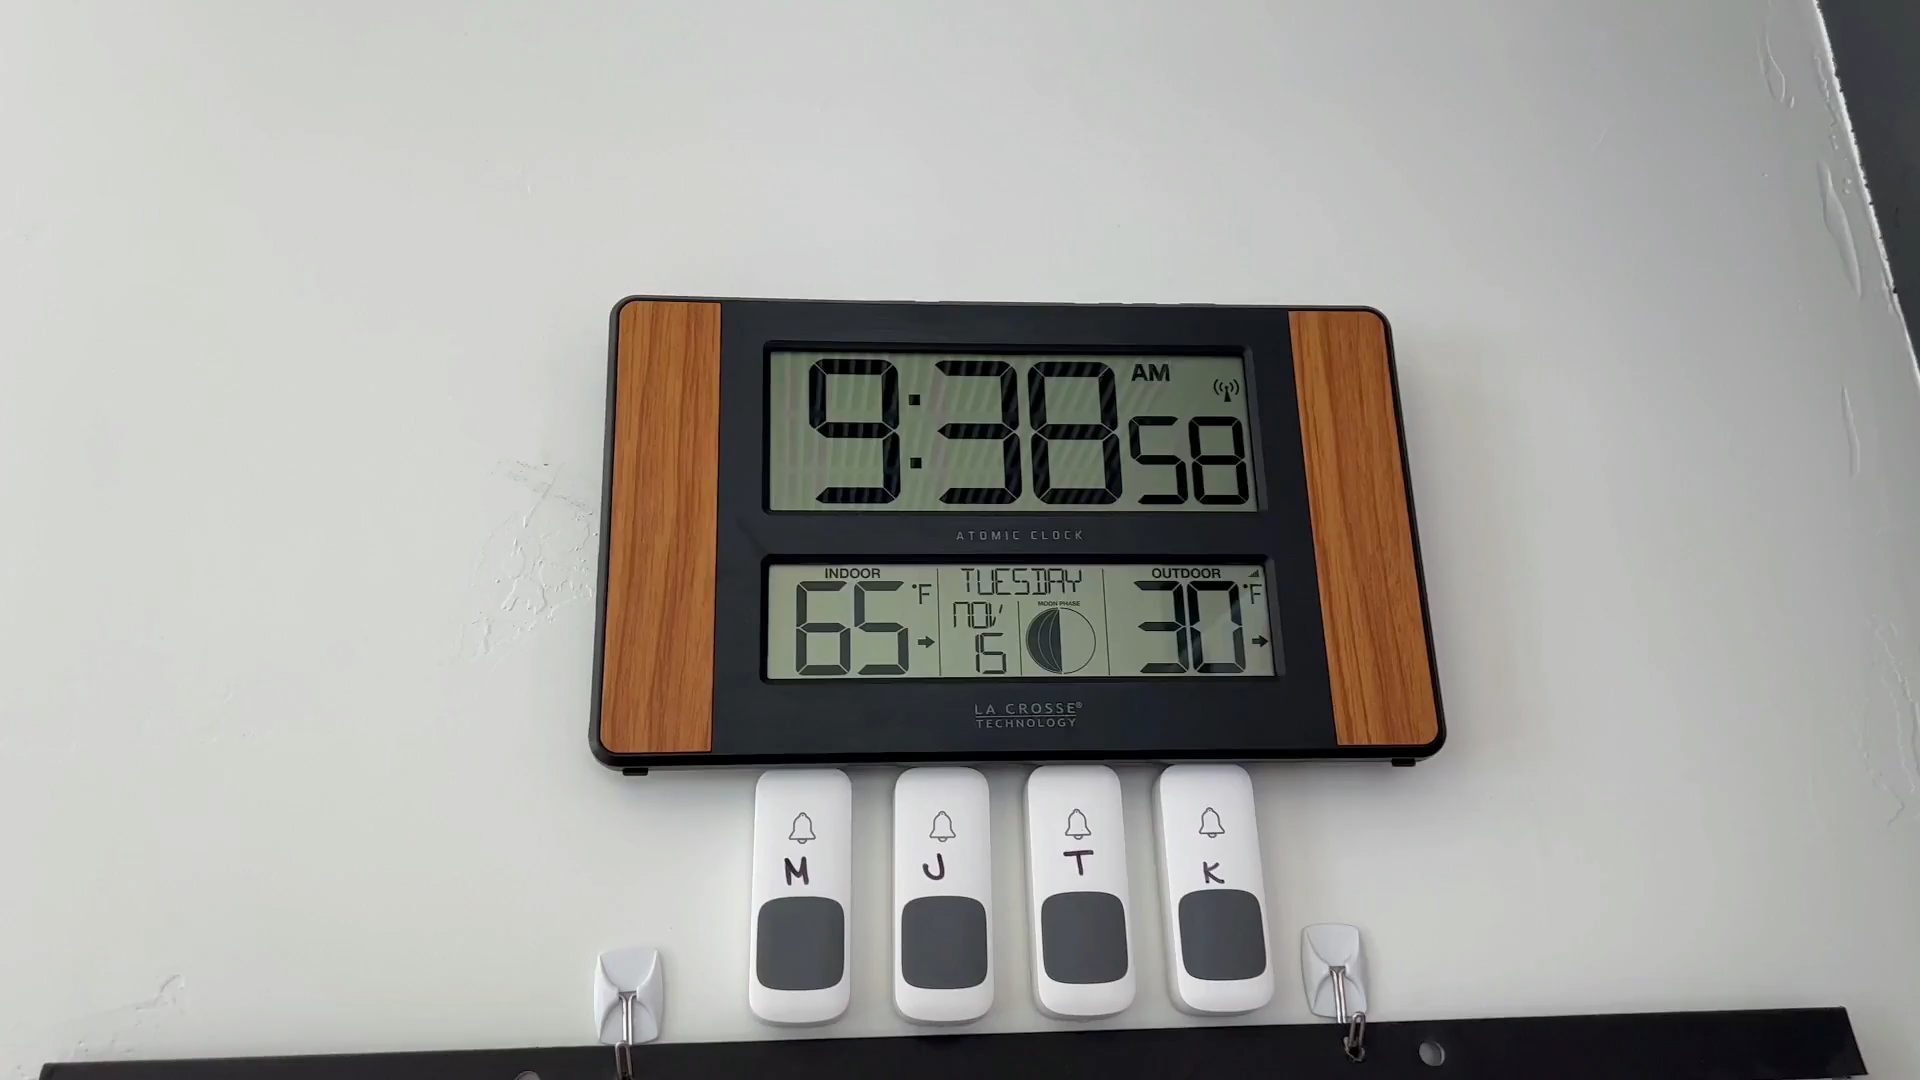 9:38 58 AM
ATOMIC CLOCK
INDOOR
65 °F
TUESDAY
NOV
15
MOON PHASE
OUTDOOR
30 °F
LA CROSSE®
TECHNOLOGY
M J T K